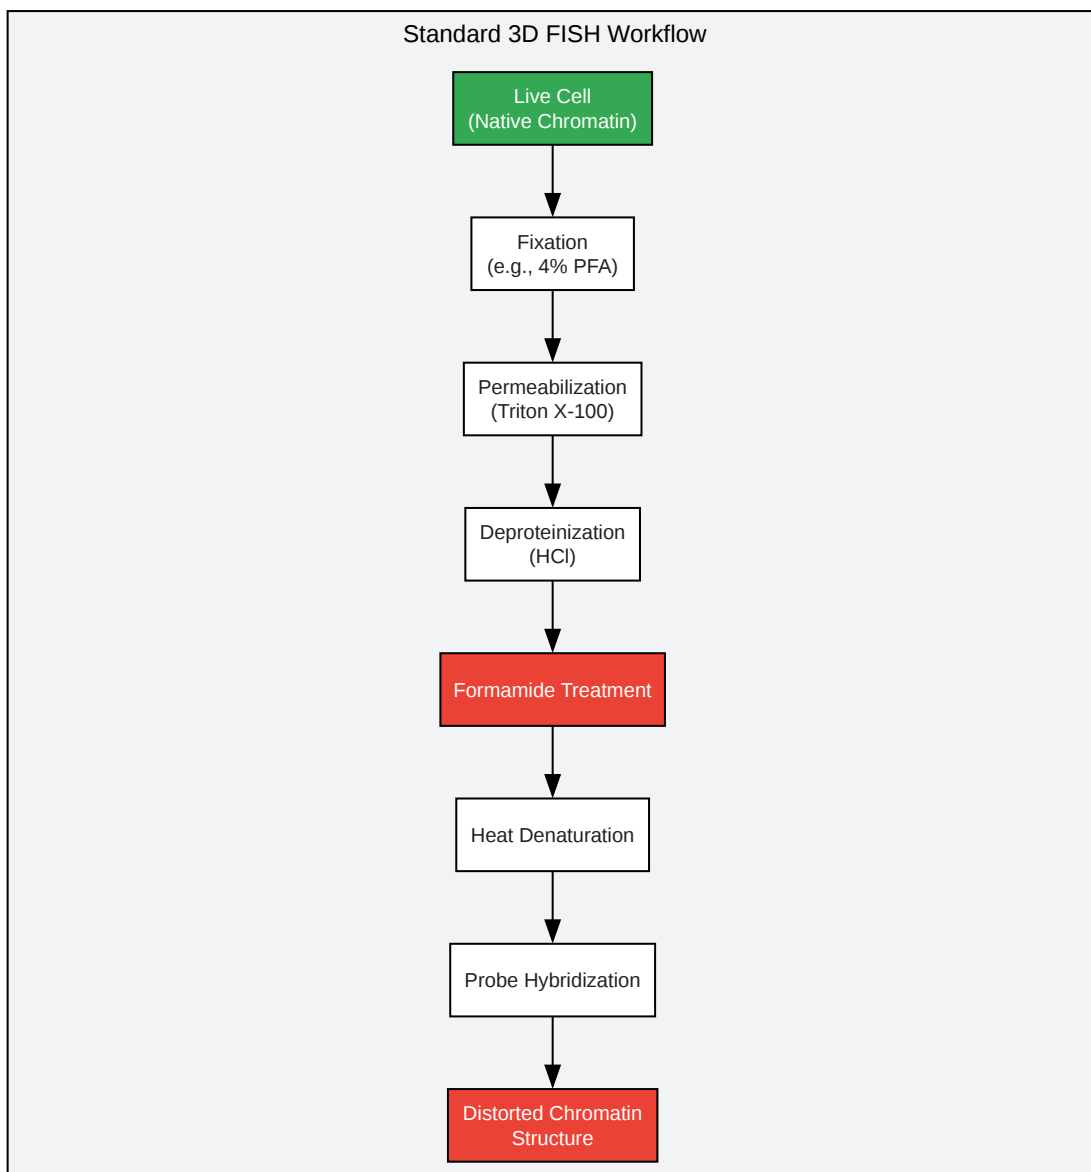 Standard 3D FISH Workflow
Live Cell
(Native Chromatin)
Fixation
(e.g., 4% PFA)
Permeabilization
(Triton X-100)
Deproteinization
(HCl)
Formamide Treatment
Heat Denaturation
Probe Hybridization
Distorted Chromatin
Structure